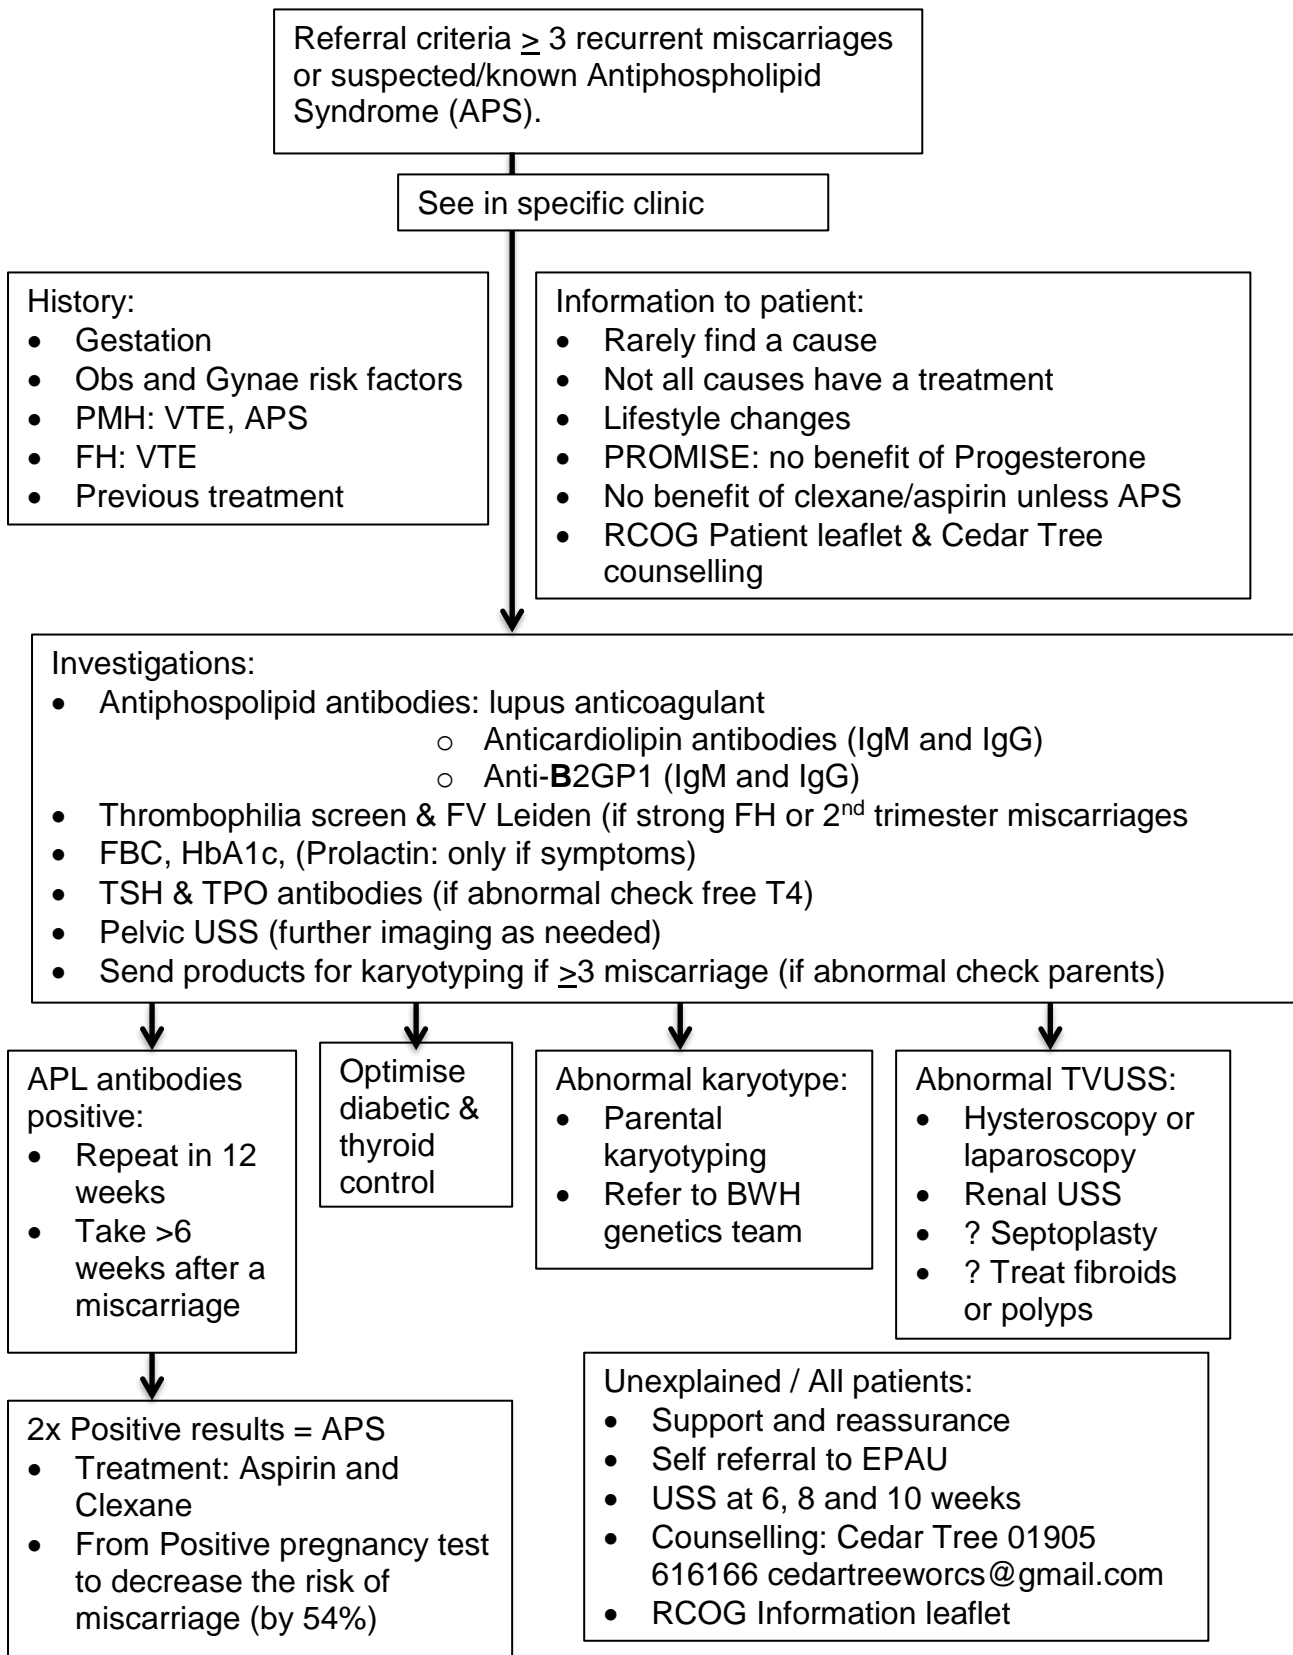 Referral criteria ≥ 3 recurrent miscarriages
or suspected/known Antiphospholipid
Syndrome (APS).
See in specific clinic
History:
• Gestation
• Obs and Gynae risk factors
• PMH: VTE, APS
• FH: VTE
• Previous treatment
Information to patient:
• Rarely find a cause
• Not all causes have a treatment
• Lifestyle changes
• PROMISE: no benefit of Progesterone
• No benefit of clexane/aspirin unless APS
• RCOG Patient leaflet & Cedar Tree
counselling
Investigations:
• Antiphospolipid antibodies: lupus anticoagulant
○ Anticardiolipin antibodies (IgM and IgG)
○ Anti-B2GP1 (IgM and IgG)
• Thrombophilia screen & FV Leiden (if strong FH or 2nd trimester miscarriages
• FBC, HbA1c, (Prolactin: only if symptoms)
• TSH & TPO antibodies (if abnormal check free T4)
• Pelvic USS (further imaging as needed)
• Send products for karyotyping if ≥3 miscarriage (if abnormal check parents)
APL antibodies
positive:
• Repeat in 12
weeks
• Take >6
weeks after a
miscarriage
Optimise
diabetic &
thyroid
control
Abnormal karyotype:
• Parental
karyotyping
• Refer to BWH
genetics team
Abnormal TVUSS:
• Hysteroscopy or
laparoscopy
• Renal USS
• ? Septoplasty
• ? Treat fibroids
or polyps
2x Positive results = APS
• Treatment: Aspirin and
Clexane
• From Positive pregnancy test
to decrease the risk of
miscarriage (by 54%)
Unexplained / All patients:
• Support and reassurance
• Self referral to EPAU
• USS at 6, 8 and 10 weeks
• Counselling: Cedar Tree 01905
616166 cedartreeworcs@gmail.com
• RCOG Information leaflet